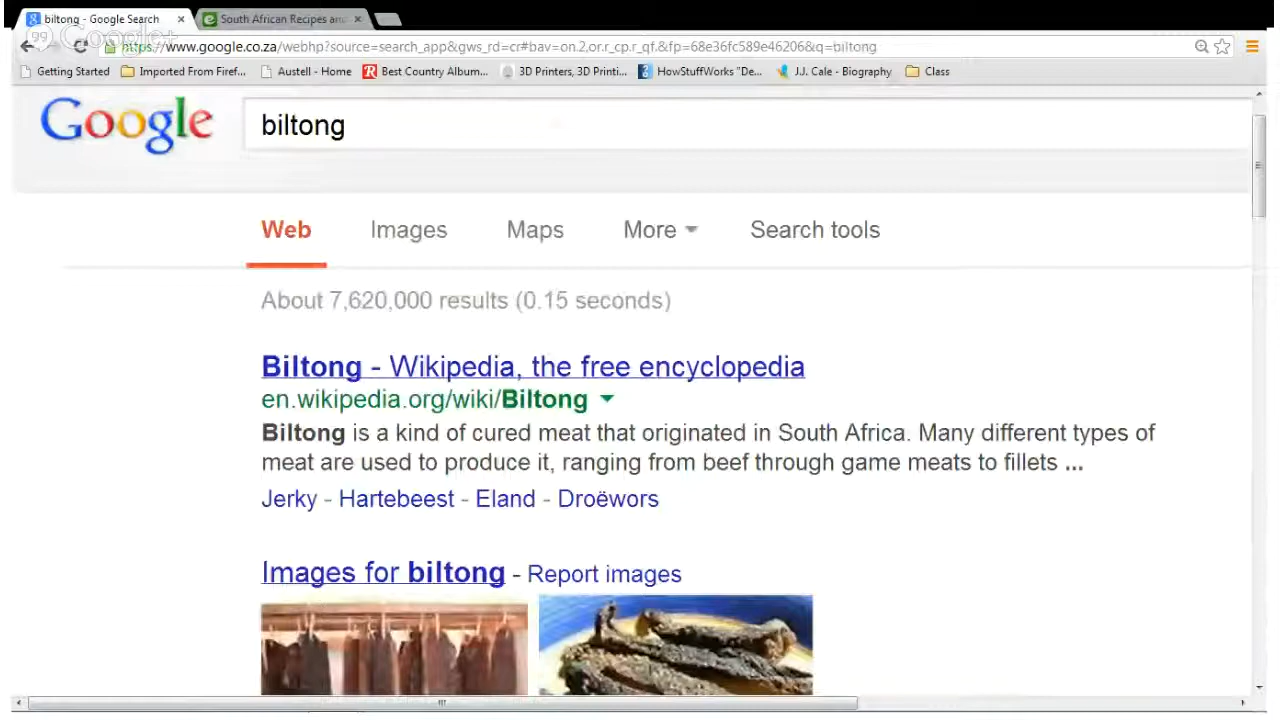 biltong - Google Search
South African Recipes an
Google+
https://www.google.co.za/webhp?source=search_app&gws_rd=cr#bav=on.2,or.r_cp.r_qf.&fp=68e36fc589e46206&q=biltong
Getting Started Imported From Firef... Austell - Home Best Country Album... 3D Printers, 3D Printi... HowStuffWorks "De... J.J. Cale - Biography Class
Google biltong
Web Images Maps More Search tools
About 7,620,000 results (0.15 seconds)
Biltong - Wikipedia, the free encyclopedia
en.wikipedia.org/wiki/Biltong
Biltong is a kind of cured meat that originated in South Africa. Many different types of
meat are used to produce it, ranging from beef through game meats to fillets ...
Jerky - Hartebeest - Eland - Droëwors
Images for biltong - Report images